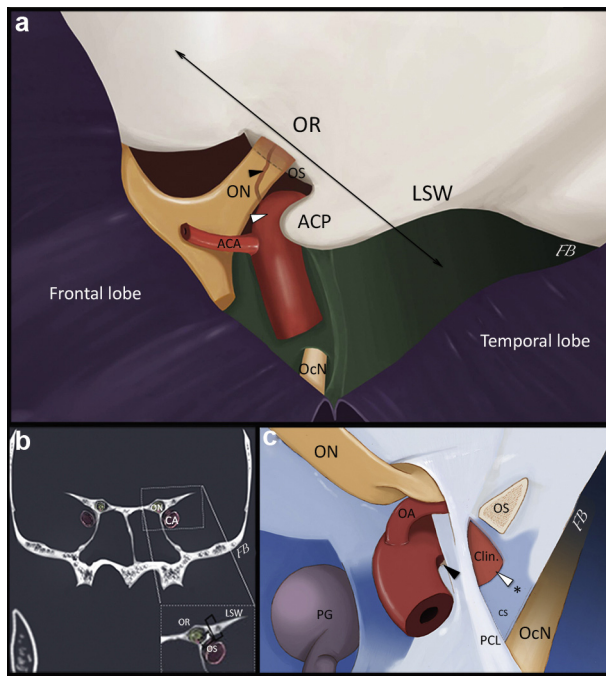 a
OR
OS
ON
LSW
ACP
ACA
FB
Frontal lobe
Temporal lobe
OcN
b
ON
CA
FB
LSW
OR
OS
c
ON
OA
OS
FB
Clin.
*
PG
CS
OcN
PCL